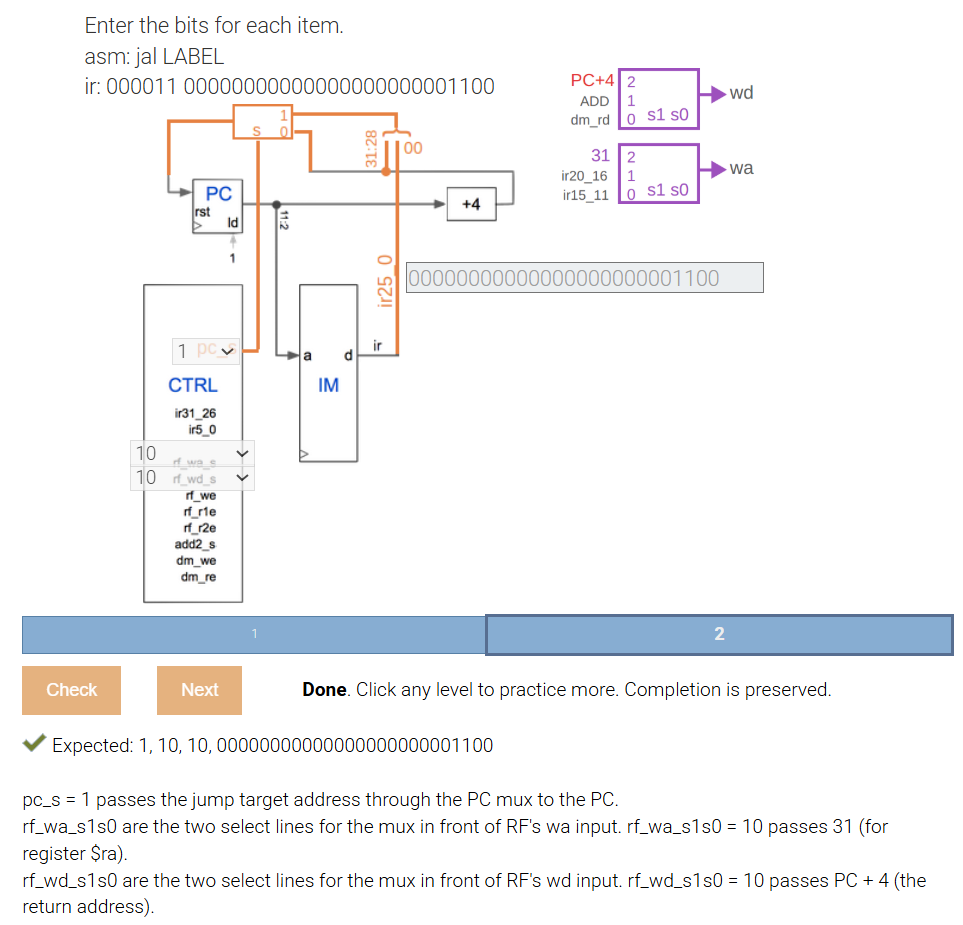 Enter the bits for each item.
asm: jal LABEL
ir: 000011 00000000000000000000001100
PC+4 2
ADD 1
dm_rd 0 s1 s0
wd
31 2
ir20_16 1
ir15_11 0 s1 s0
wa
1
s 0
31:28
00
PC
rst
ld
1
11:2
+4
ir25_0
00000000000000000000001100
1 pc_s
ir
a d
CTRL
IM
ir31_26
ir5_0
10 rf_wa_s
10 rf_wd_s
rf_we
rf_r1e
rf_r2e
add2_s
dm_we
dm_re
1 2
Check Next Done. Click any level to practice more. Completion is preserved.
Expected: 1, 10, 10, 00000000000000000000001100
pc_s = 1 passes the jump target address through the PC mux to the PC.
rf_wa_s1s0 are the two select lines for the mux in front of RF's wa input. rf_wa_s1s0 = 10 passes 31 (for
register $ra).
rf_wd_s1s0 are the two select lines for the mux in front of RF's wd input. rf_wd_s1s0 = 10 passes PC + 4 (the
return address).